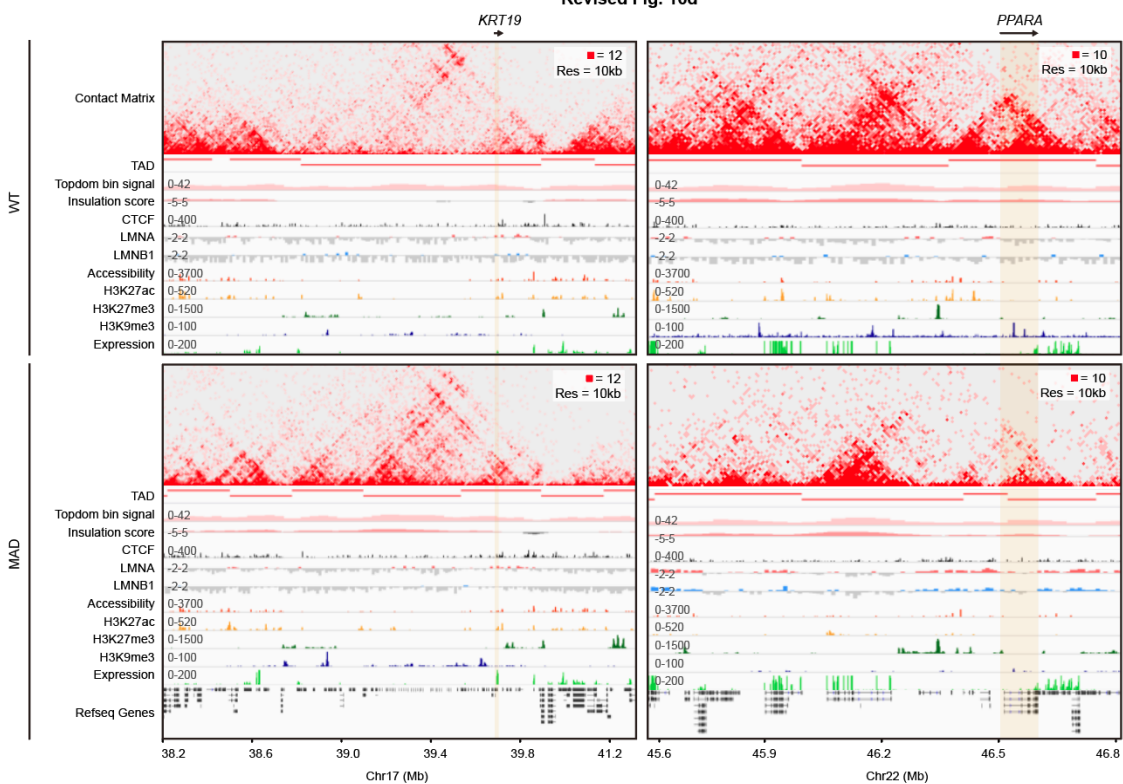 Revised Fig. 10d
KRT19
PPARA
WT
Contact Matrix
= 12
Res = 10kb
= 10
Res = 10kb
TAD
Topdom bin signal
0-42
0-42
Insulation score
-5-5
-5-5
CTCF
0-400
0-400
LMNA
-2-2
-2-2
LMNB1
-2-2
-2-2
Accessibility
0-3700
0-3700
H3K27ac
0-520
0-520
H3K27me3
0-1500
0-1500
H3K9me3
0-100
0-100
Expression
0-200
0-200
MAD
= 12
Res = 10kb
= 10
Res = 10kb
TAD
Topdom bin signal
0-42
0-42
Insulation score
-5-5
-5-5
CTCF
0-400
0-400
LMNA
-2-2
-2-2
LMNB1
-2-2
-2-2
Accessibility
0-3700
0-3700
H3K27ac
0-520
0-520
H3K27me3
0-1500
0-1500
H3K9me3
0-100
0-100
Expression
0-200
0-200
Refseq Genes
38.2 38.6 39.0 39.4 39.8 41.2
45.6 45.9 46.2 46.5 46.8
Chr17 (Mb)
Chr22 (Mb)